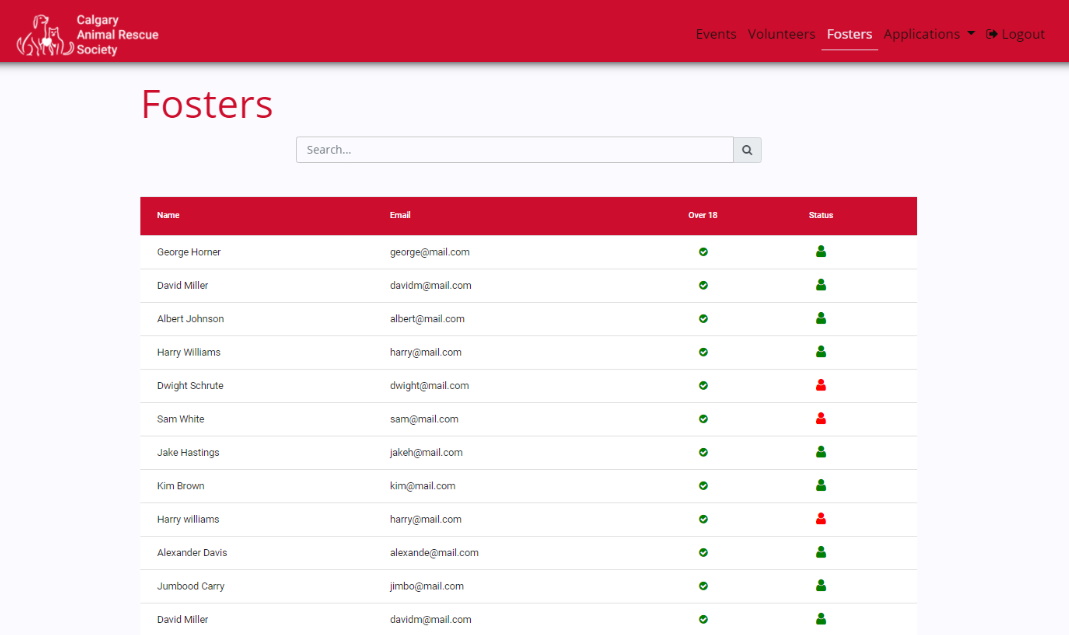 Calgary
Animal Rescue
Society
Events Volunteers Fosters Applications Logout
Fosters
Search...
Name Email Over 18 Status
George Horner george@mail.com
David Miller davidm@mail.com
Albert Johnson albert@mail.com
Harry Williams harry@mail.com
Dwight Schrute dwight@mail.com
Sam White sam@mail.com
Jake Hastings jakeh@mail.com
Kim Brown kim@mail.com
Harry williams harry@mail.com
Alexander Davis alexande@mail.com
Jumbood Carry jimbo@mail.com
David Miller davidm@mail.com